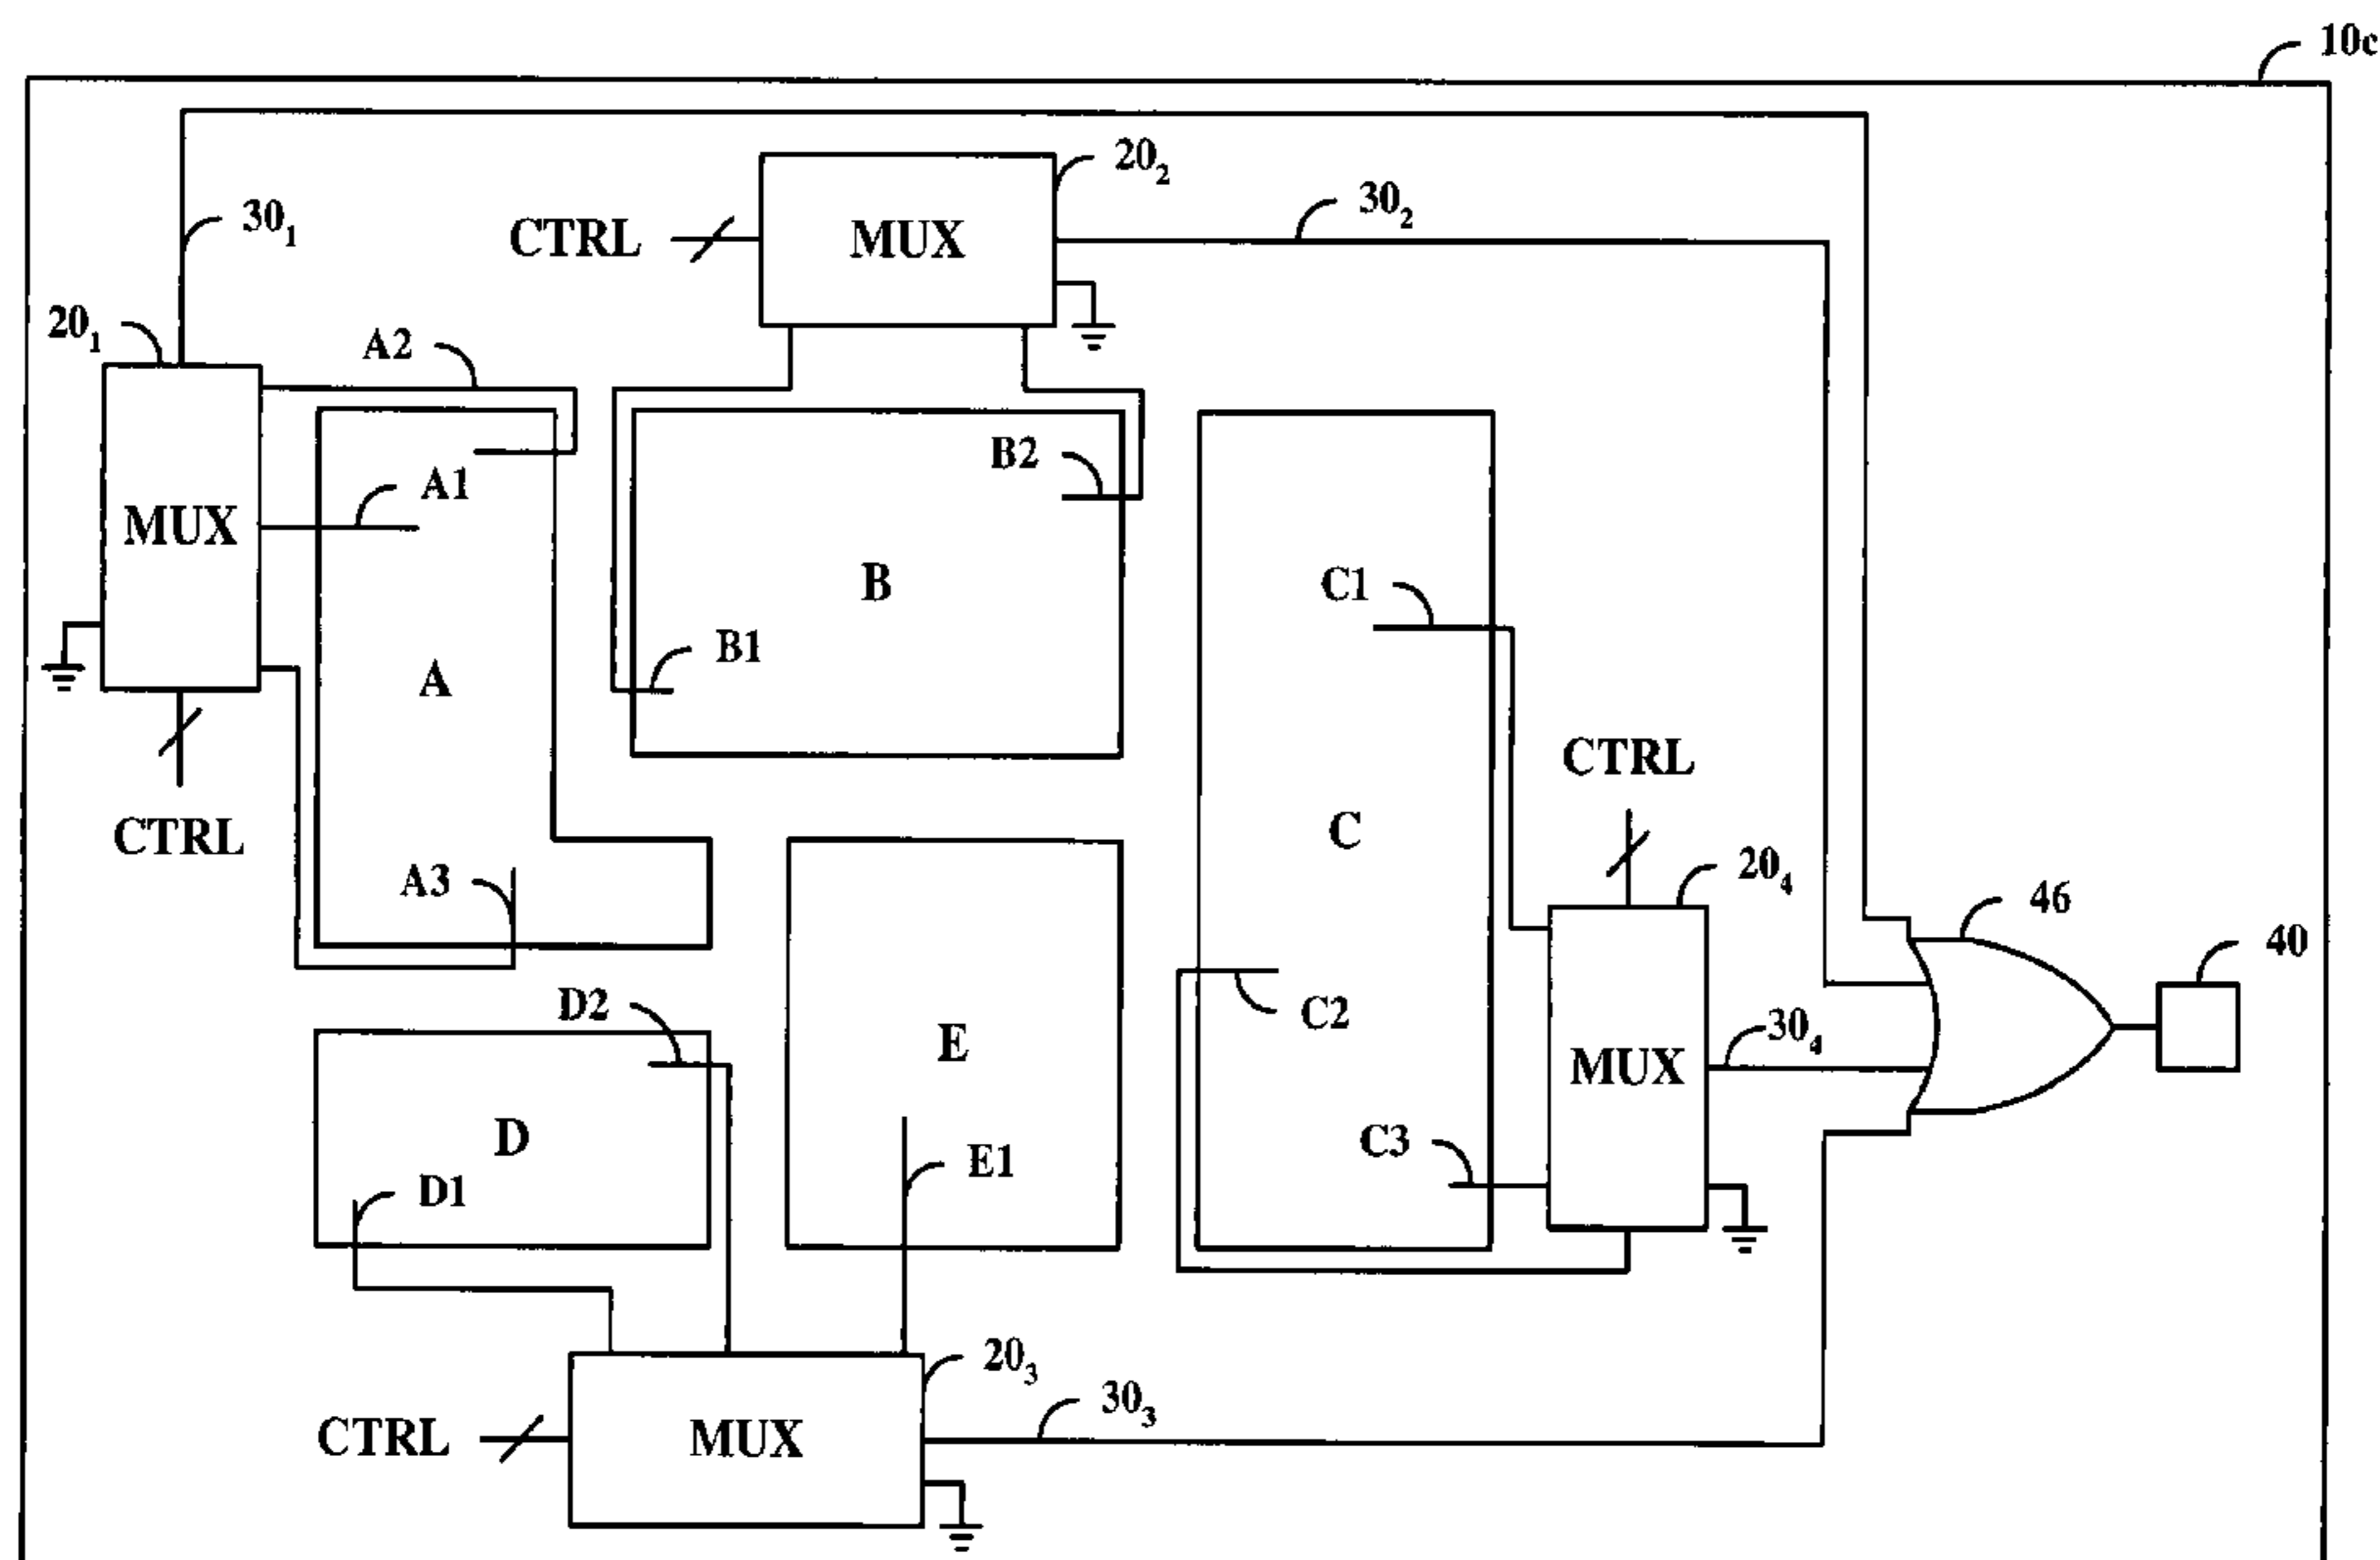 10c
20₂
30₂
CTRL
MUX
30₁
20₁
A2
B2
A1
MUX
B
C1
B1
A
CTRL
CTRL
C
20₄
A3
46
40
D2
C2
30₄
E
MUX
D
C3
E1
D1
20₃
30₃
CTRL
MUX